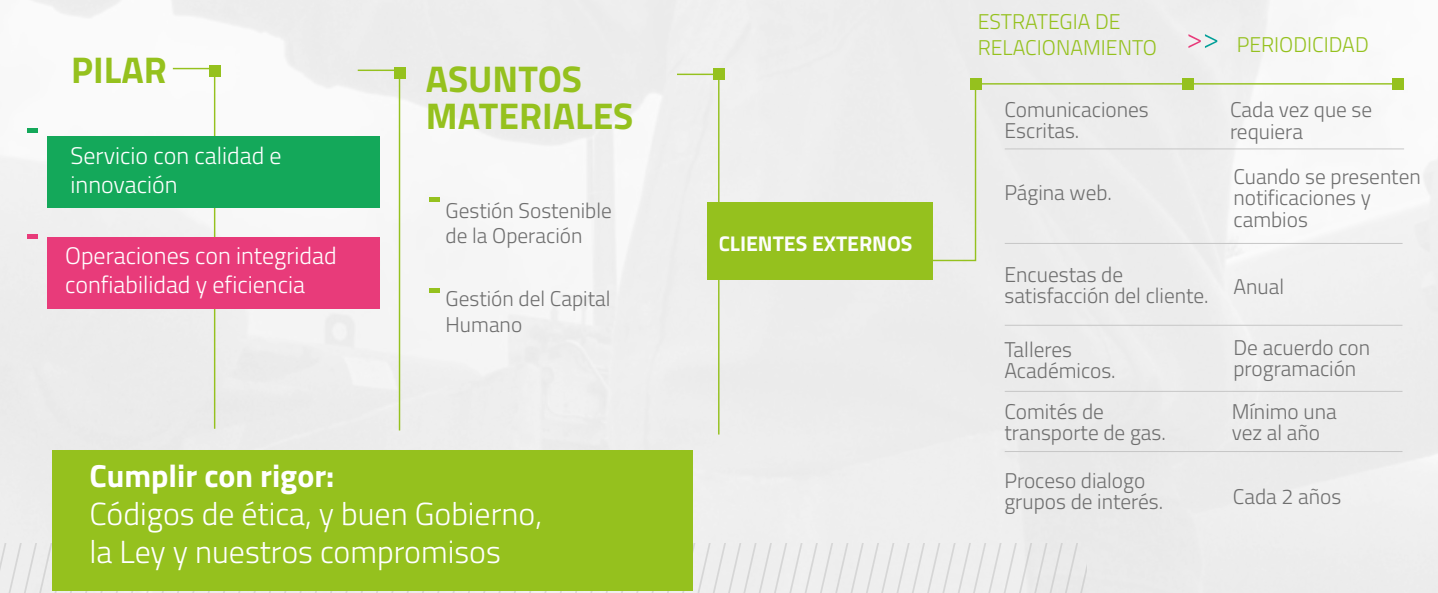 PILAR
Servicio con calidad e
innovación
Operaciones con integridad
confiabilidad y eficiencia
ASUNTOS
MATERIALES
Gestión Sostenible
de la Operación
Gestión del Capital
Humano
CLIENTES EXTERNOS
ESTRATEGIA DE
RELACIONAMIENTO >> PERIODICIDAD
Comunicaciones
Escritas.
Cada vez que se
requiera
Página web.
Cuando se presenten
notificaciones y
cambios
Encuestas de
satisfacción del cliente.
Anual
Talleres
Académicos.
De acuerdo con
programación
Comités de
transporte de gas.
Mínimo una
vez al año
Proceso dialogo
grupos de interés.
Cada 2 años
Cumplir con rigor:
Códigos de ética, y buen Gobierno,
la Ley y nuestros compromisos